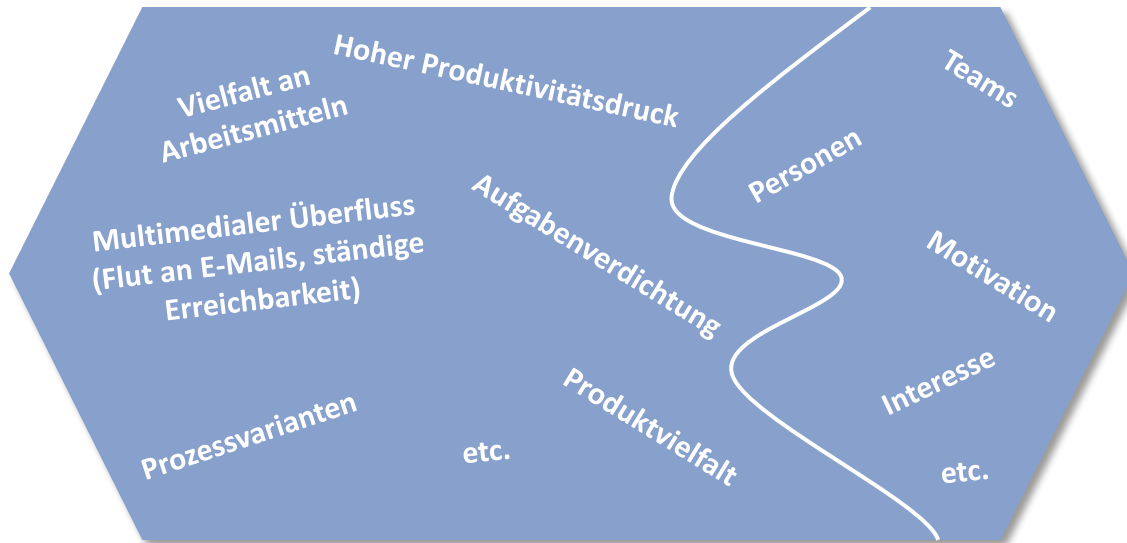 Vielfalt an
Arbeitsmitteln
Hoher Produktivitätsdruck
Multimedialer Überfluss
(Flut an E-Mails, ständige
Erreichbarkeit)
Aufgabenverdichtung
Prozessvarianten
etc.
Produktvielfalt
Teams
Personen
Motivation
Interesse
etc.